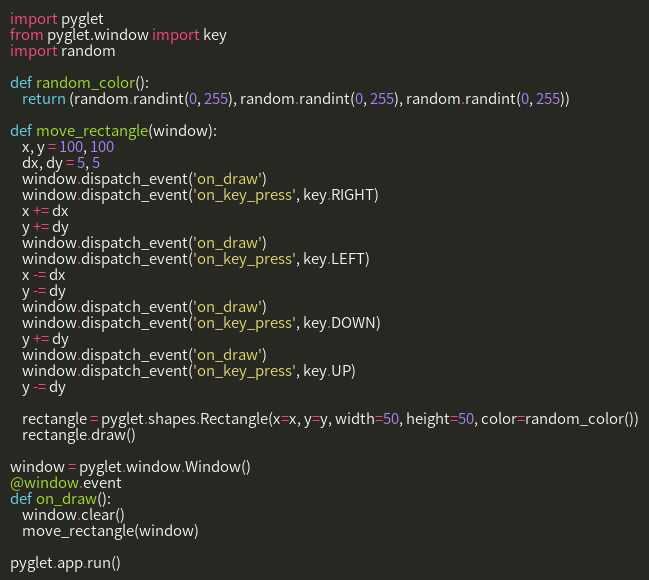 import pyglet
from pyglet.window import key
import random

def random_color():
    return (random.randint(0, 255), random.randint(0, 255), random.randint(0, 255))

def move_rectangle(window):
    x, y = 100, 100
    dx, dy = 5, 5
    window.dispatch_event('on_draw')
    window.dispatch_event('on_key_press', key.RIGHT)
    x += dx
    y += dy
    window.dispatch_event('on_draw')
    window.dispatch_event('on_key_press', key.LEFT)
    x -= dx
    y -= dy
    window.dispatch_event('on_draw')
    window.dispatch_event('on_key_press', key.DOWN)
    y += dy
    window.dispatch_event('on_draw')
    window.dispatch_event('on_key_press', key.UP)
    y -= dy

    rectangle = pyglet.shapes.Rectangle(x=x, y=y, width=50, height=50, color=random_color())
    rectangle.draw()

window = pyglet.window.Window()
@window.event
def on_draw():
    window.clear()
    move_rectangle(window)

pyglet.app.run()